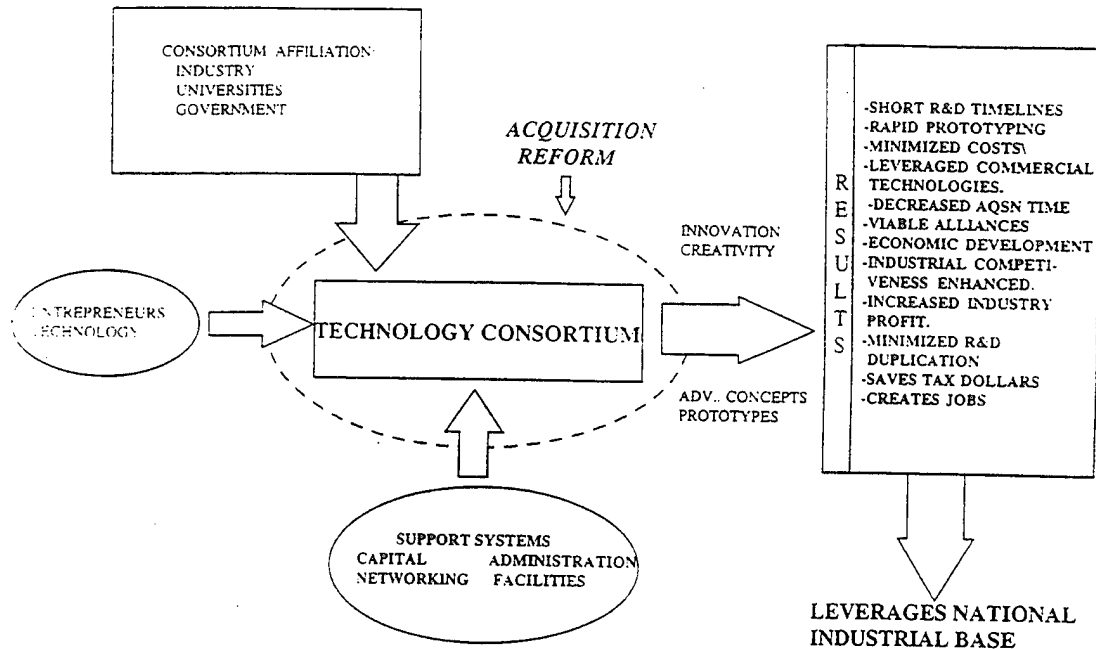 CONSORTIUM AFFILIATION:
INDUSTRY
UNIVERSITIES
GOVERNMENT
ACQUISITION
REFORM
ENTREPRENEURS
TECHNOLOGY
TECHNOLOGY CONSORTIUM
INNOVATION
CREATIVITY
ADV.. CONCEPTS
PROTOTYPES
SUPPORT SYSTEMS
CAPITAL ADMINISTRATION
NETWORKING FACILITIES
RESULTS
-SHORT R&D TIMELINES
-RAPID PROTOTYPING
-MINIMIZED COSTS\
-LEVERAGED COMMERCIAL
TECHNOLOGIES.
-DECREASED AQSN TIME
-VIABLE ALLIANCES
-ECONOMIC DEVELOPMENT
-INDUSTRIAL COMPETI-
VENESS ENHANCED.
-INCREASED INDUSTRY
PROFIT.
-MINIMIZED R&D
DUPLICATION
-SAVES TAX DOLLARS
-CREATES JOBS
LEVERAGES NATIONAL
INDUSTRIAL BASE